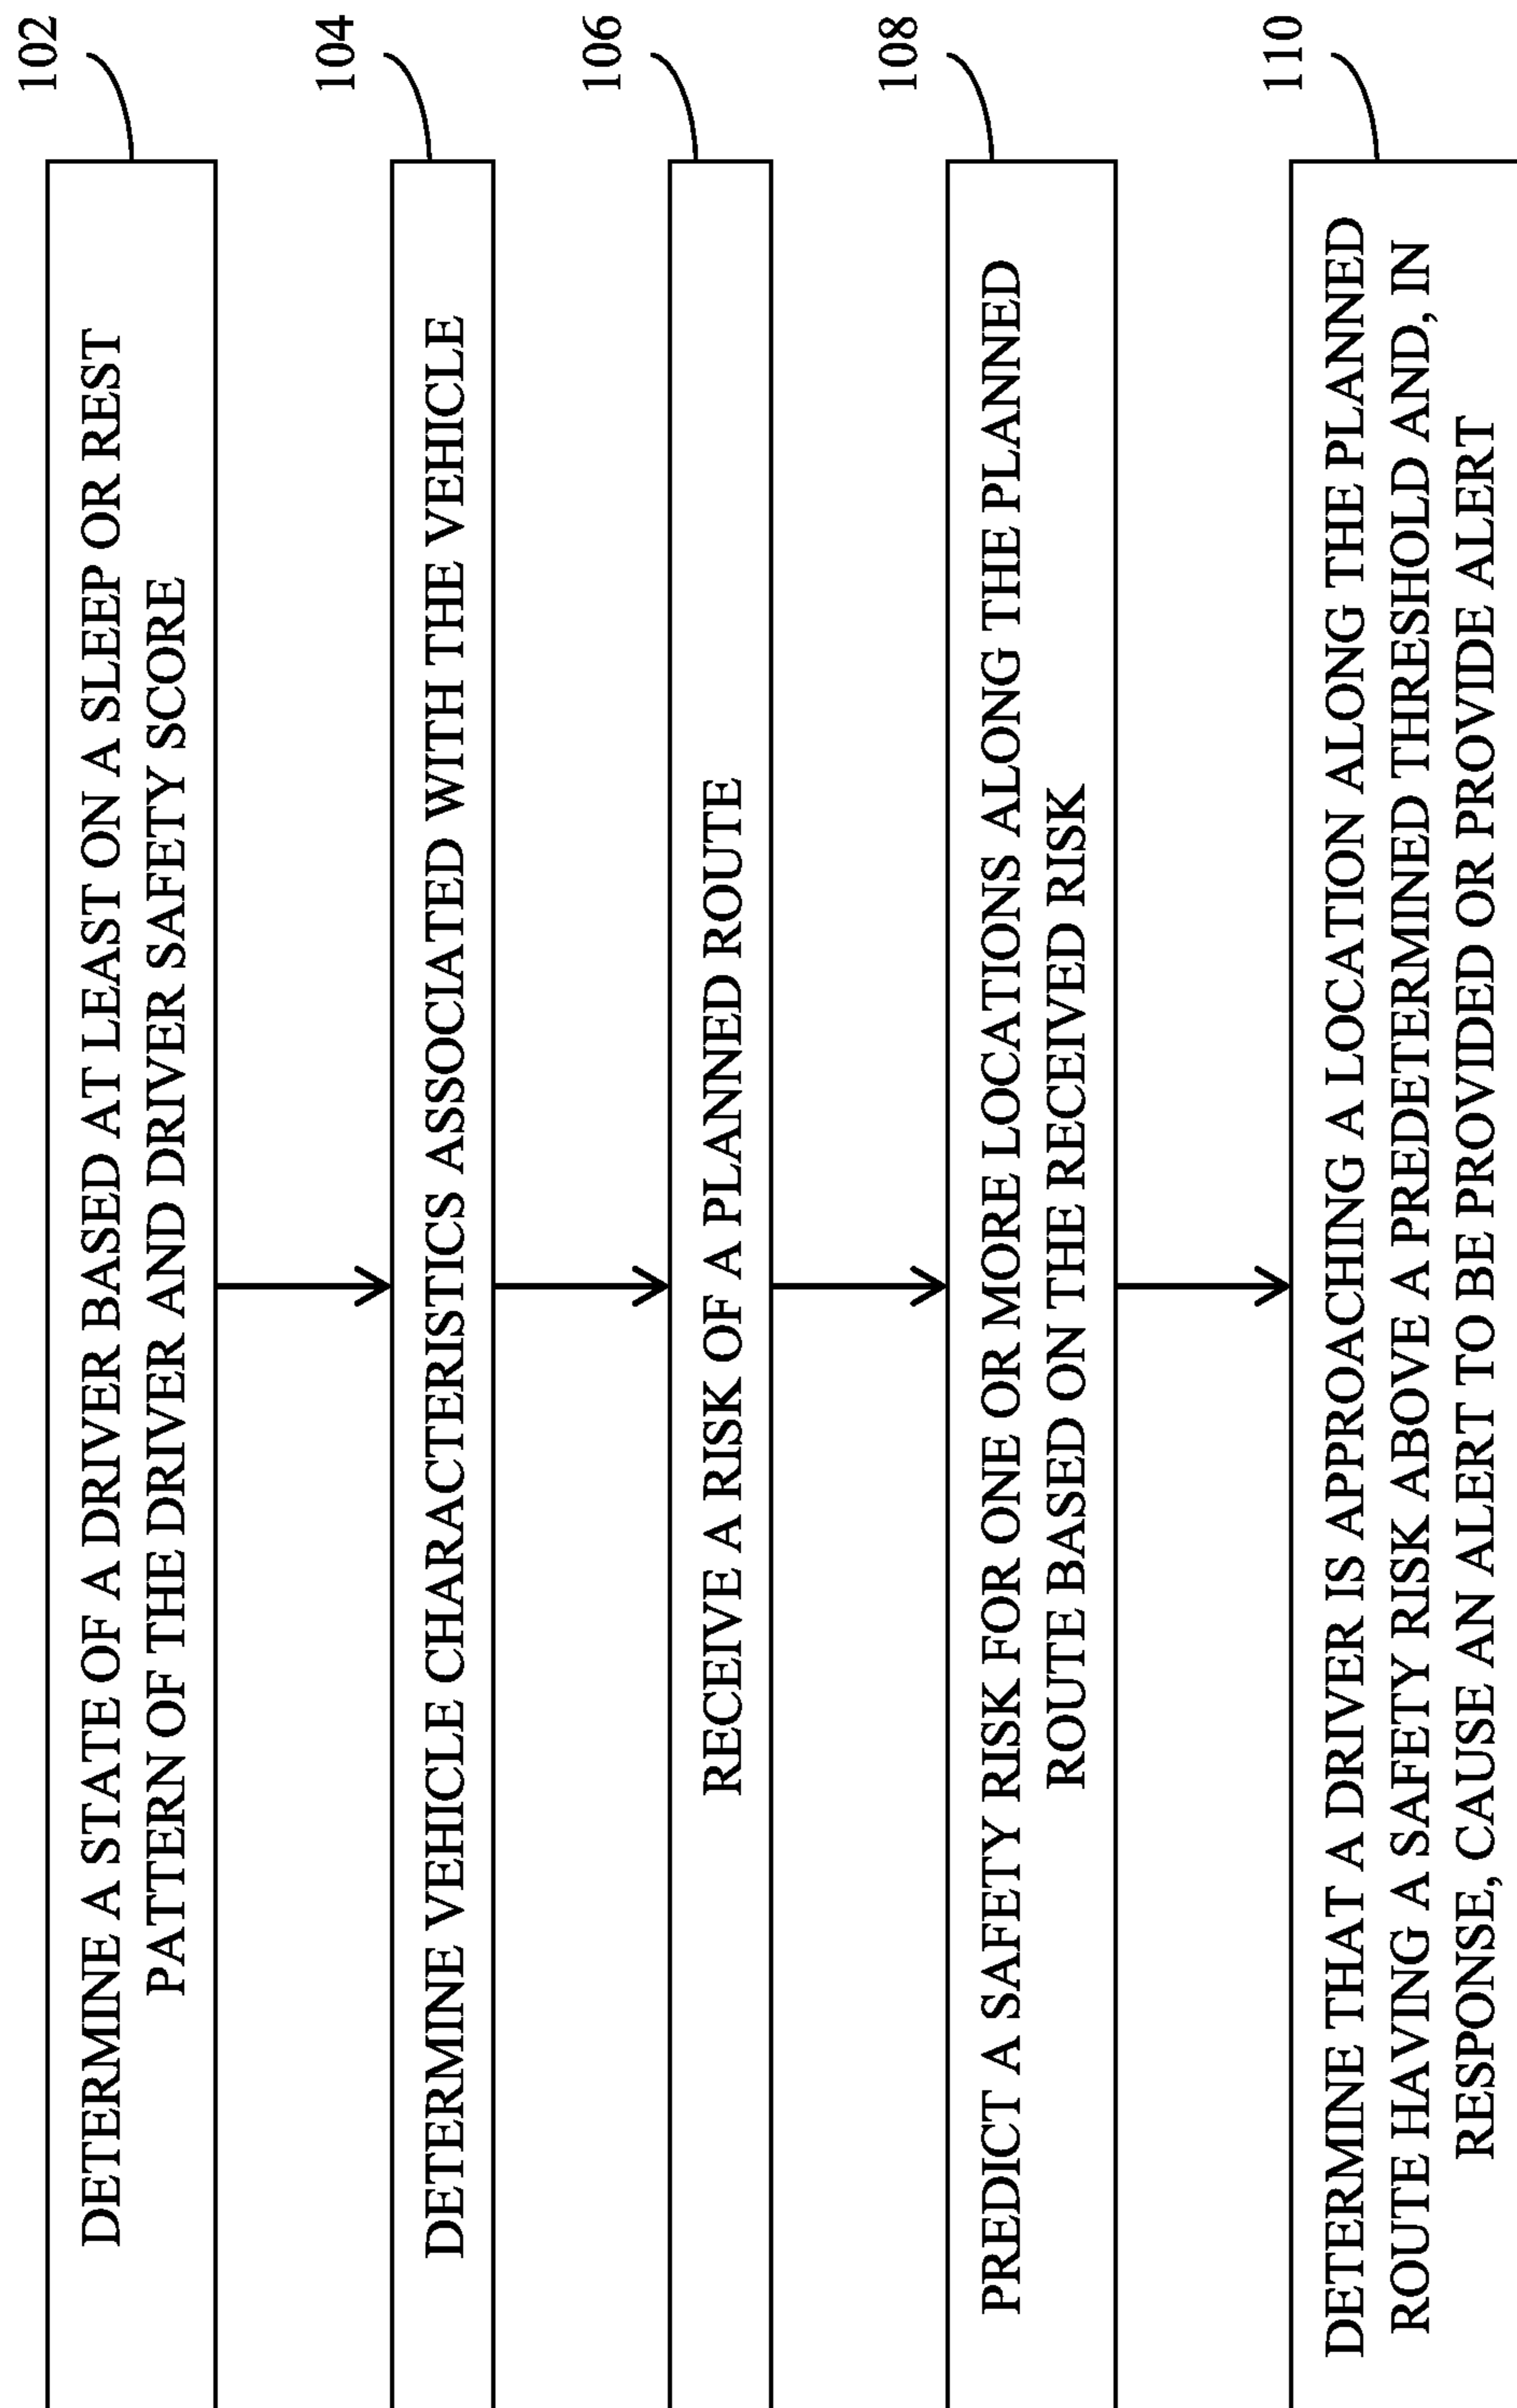 102
DETERMINE A STATE OF A DRIVER BASED AT LEAST ON A SLEEP OR REST
PATTERN OF THE DRIVER AND DRIVER SAFETY SCORE
104
DETERMINE VEHICLE CHARACTERISTICS ASSOCIATED WITH THE VEHICLE
106
RECEIVE A RISK OF A PLANNED ROUTE
108
PREDICT A SAFETY RISK FOR ONE OR MORE LOCATIONS ALONG THE PLANNED
ROUTE BASED ON THE RECEIVED RISK
110
DETERMINE THAT A DRIVER IS APPROACHING A LOCATION ALONG THE PLANNED
ROUTE HAVING A SAFETY RISK ABOVE A PREDETERMINED THRESHOLD AND, IN
RESPONSE, CAUSE AN ALERT TO BE PROVIDED OR PROVIDE ALERT